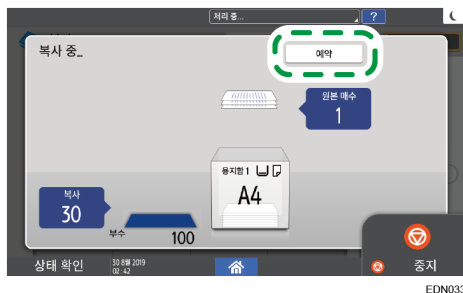 처리 중...
?
복사 중_
예약
원본 매수
1
용지함 1
A4
복사
30
부수
100
상태 확인
30 8월 2019
02 : 42
중지
EDN033